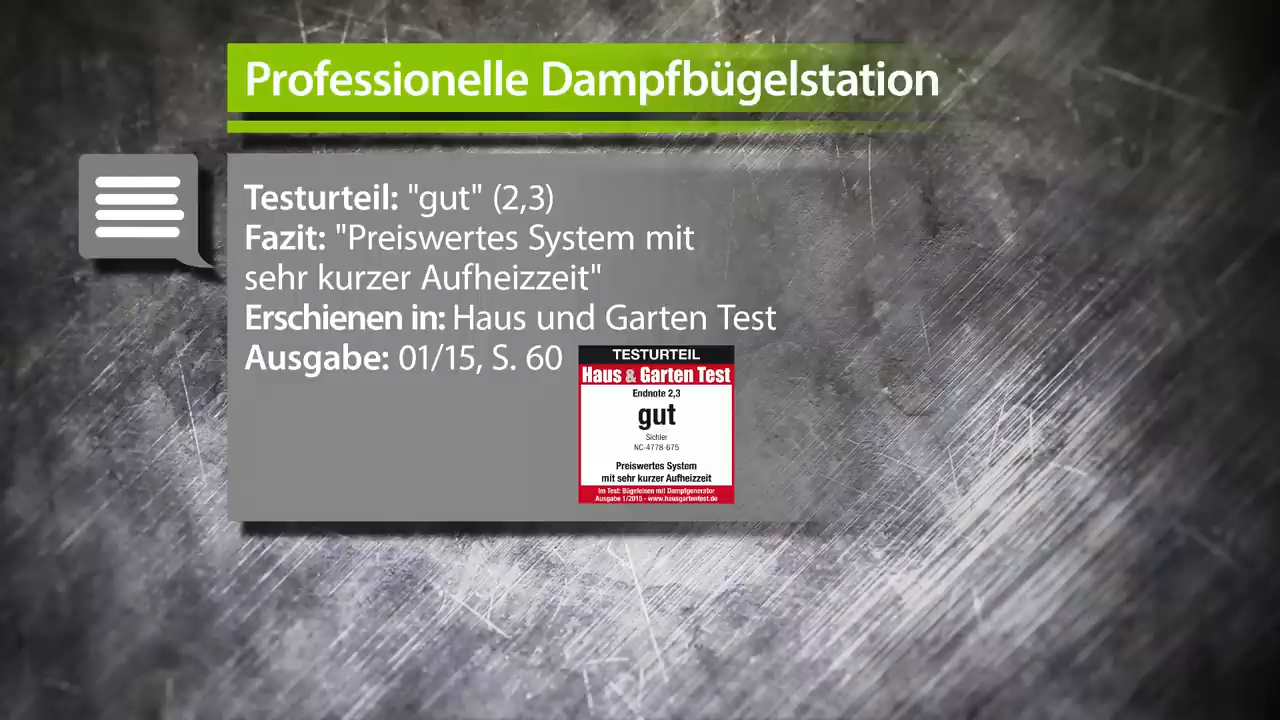 Professionelle Dampfbügelstation
Testurteil: "gut" (2,3)
Fazit: "Preiswertes System mit
sehr kurzer Aufheizzeit"
Erschienen in: Haus und Garten Test
Ausgabe: 01/15, S. 60
TESTURTEIL
Haus & Garten Test
Endnote 2,3
gut
Sichler
NC-4778-675
Preiswertes System
mit sehr kurzer Aufheizzeit
Im Test: Bügeleisen mit Dampfgenerator
Ausgabe 1/2015 - www.hausgartentest.de